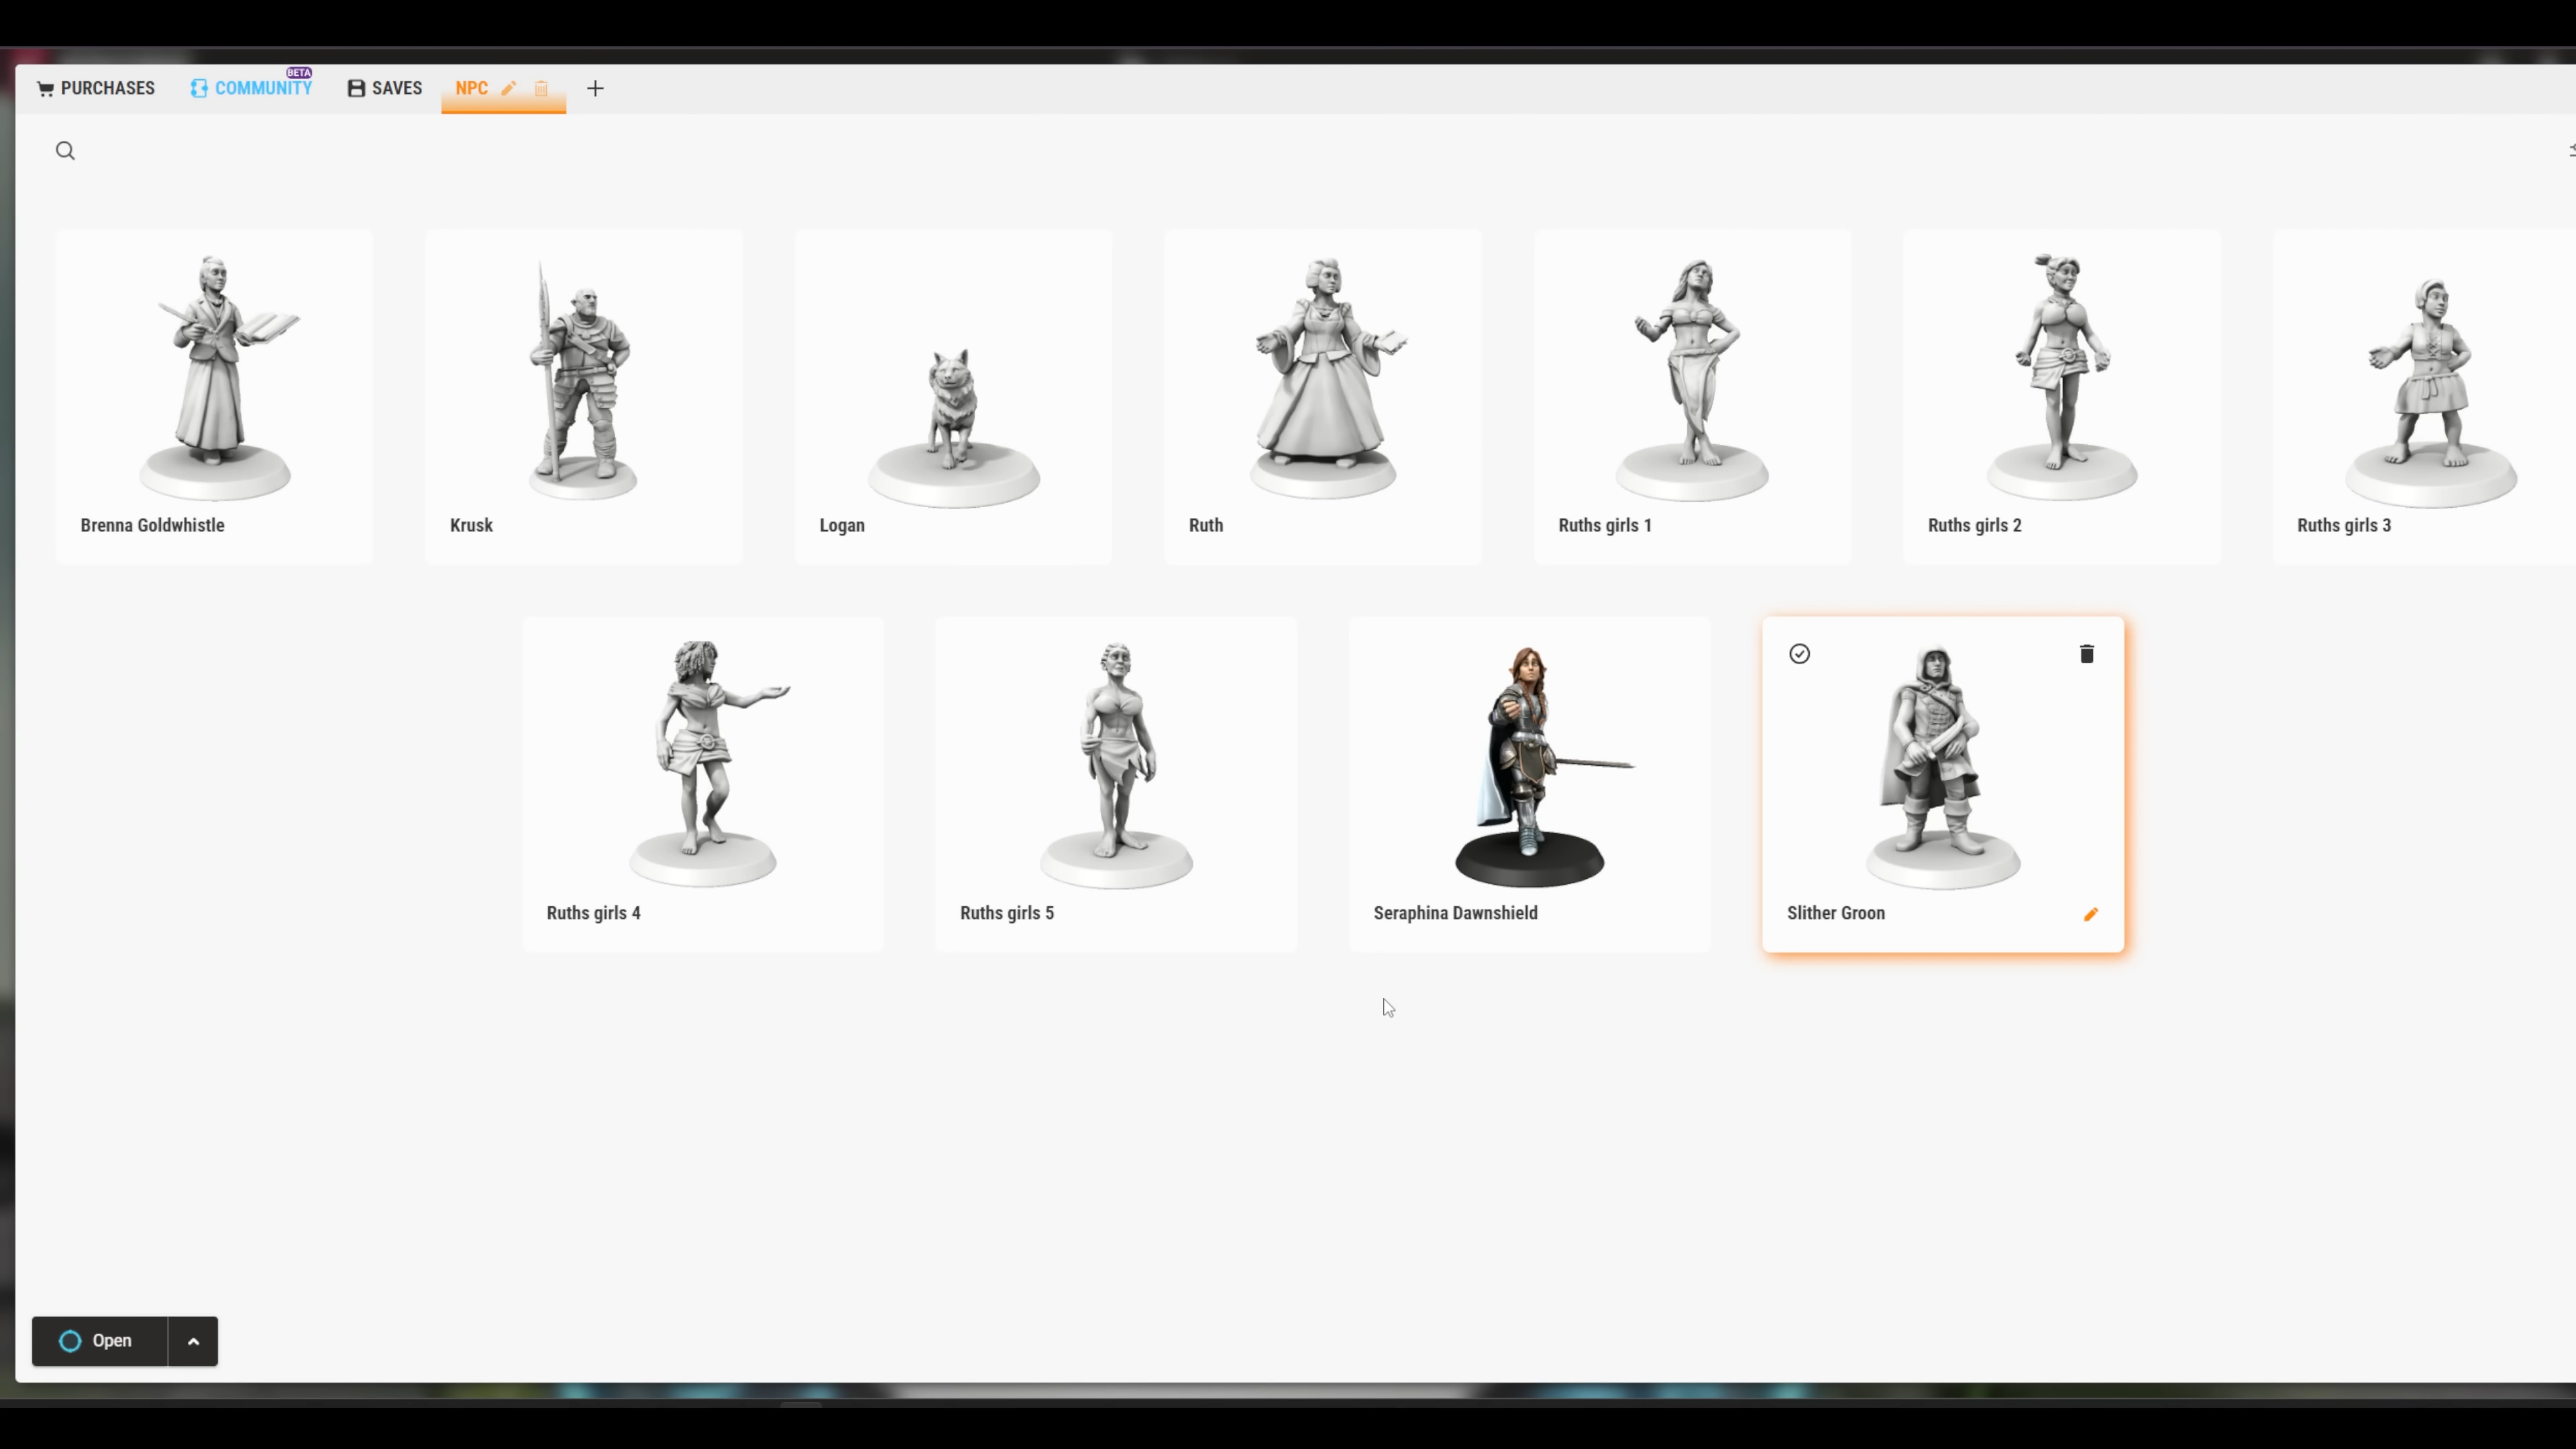 PURCHASES
COMMUNITY
BETA
SAVES
NPC
Brenna Goldwhistle
Krusk
Logan
Ruth
Ruths girls 1
Ruths girls 2
Ruths girls 3
Ruths girls 4
Ruths girls 5
Seraphina Dawnshield
Slither Groon
Open